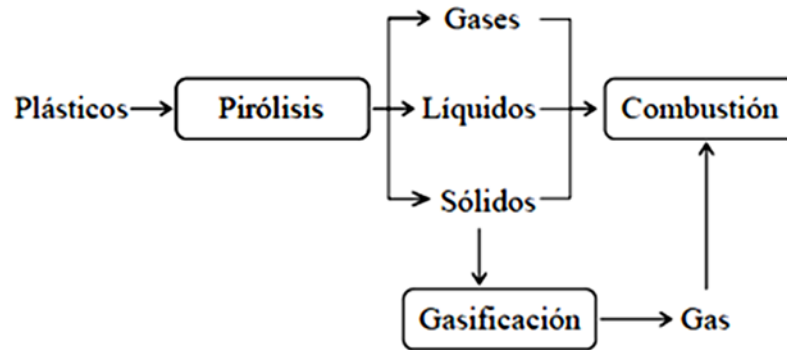 Gases
Plásticos
Pirólisis
Líquidos
Combustión
Sólidos
Gasificación
Gas